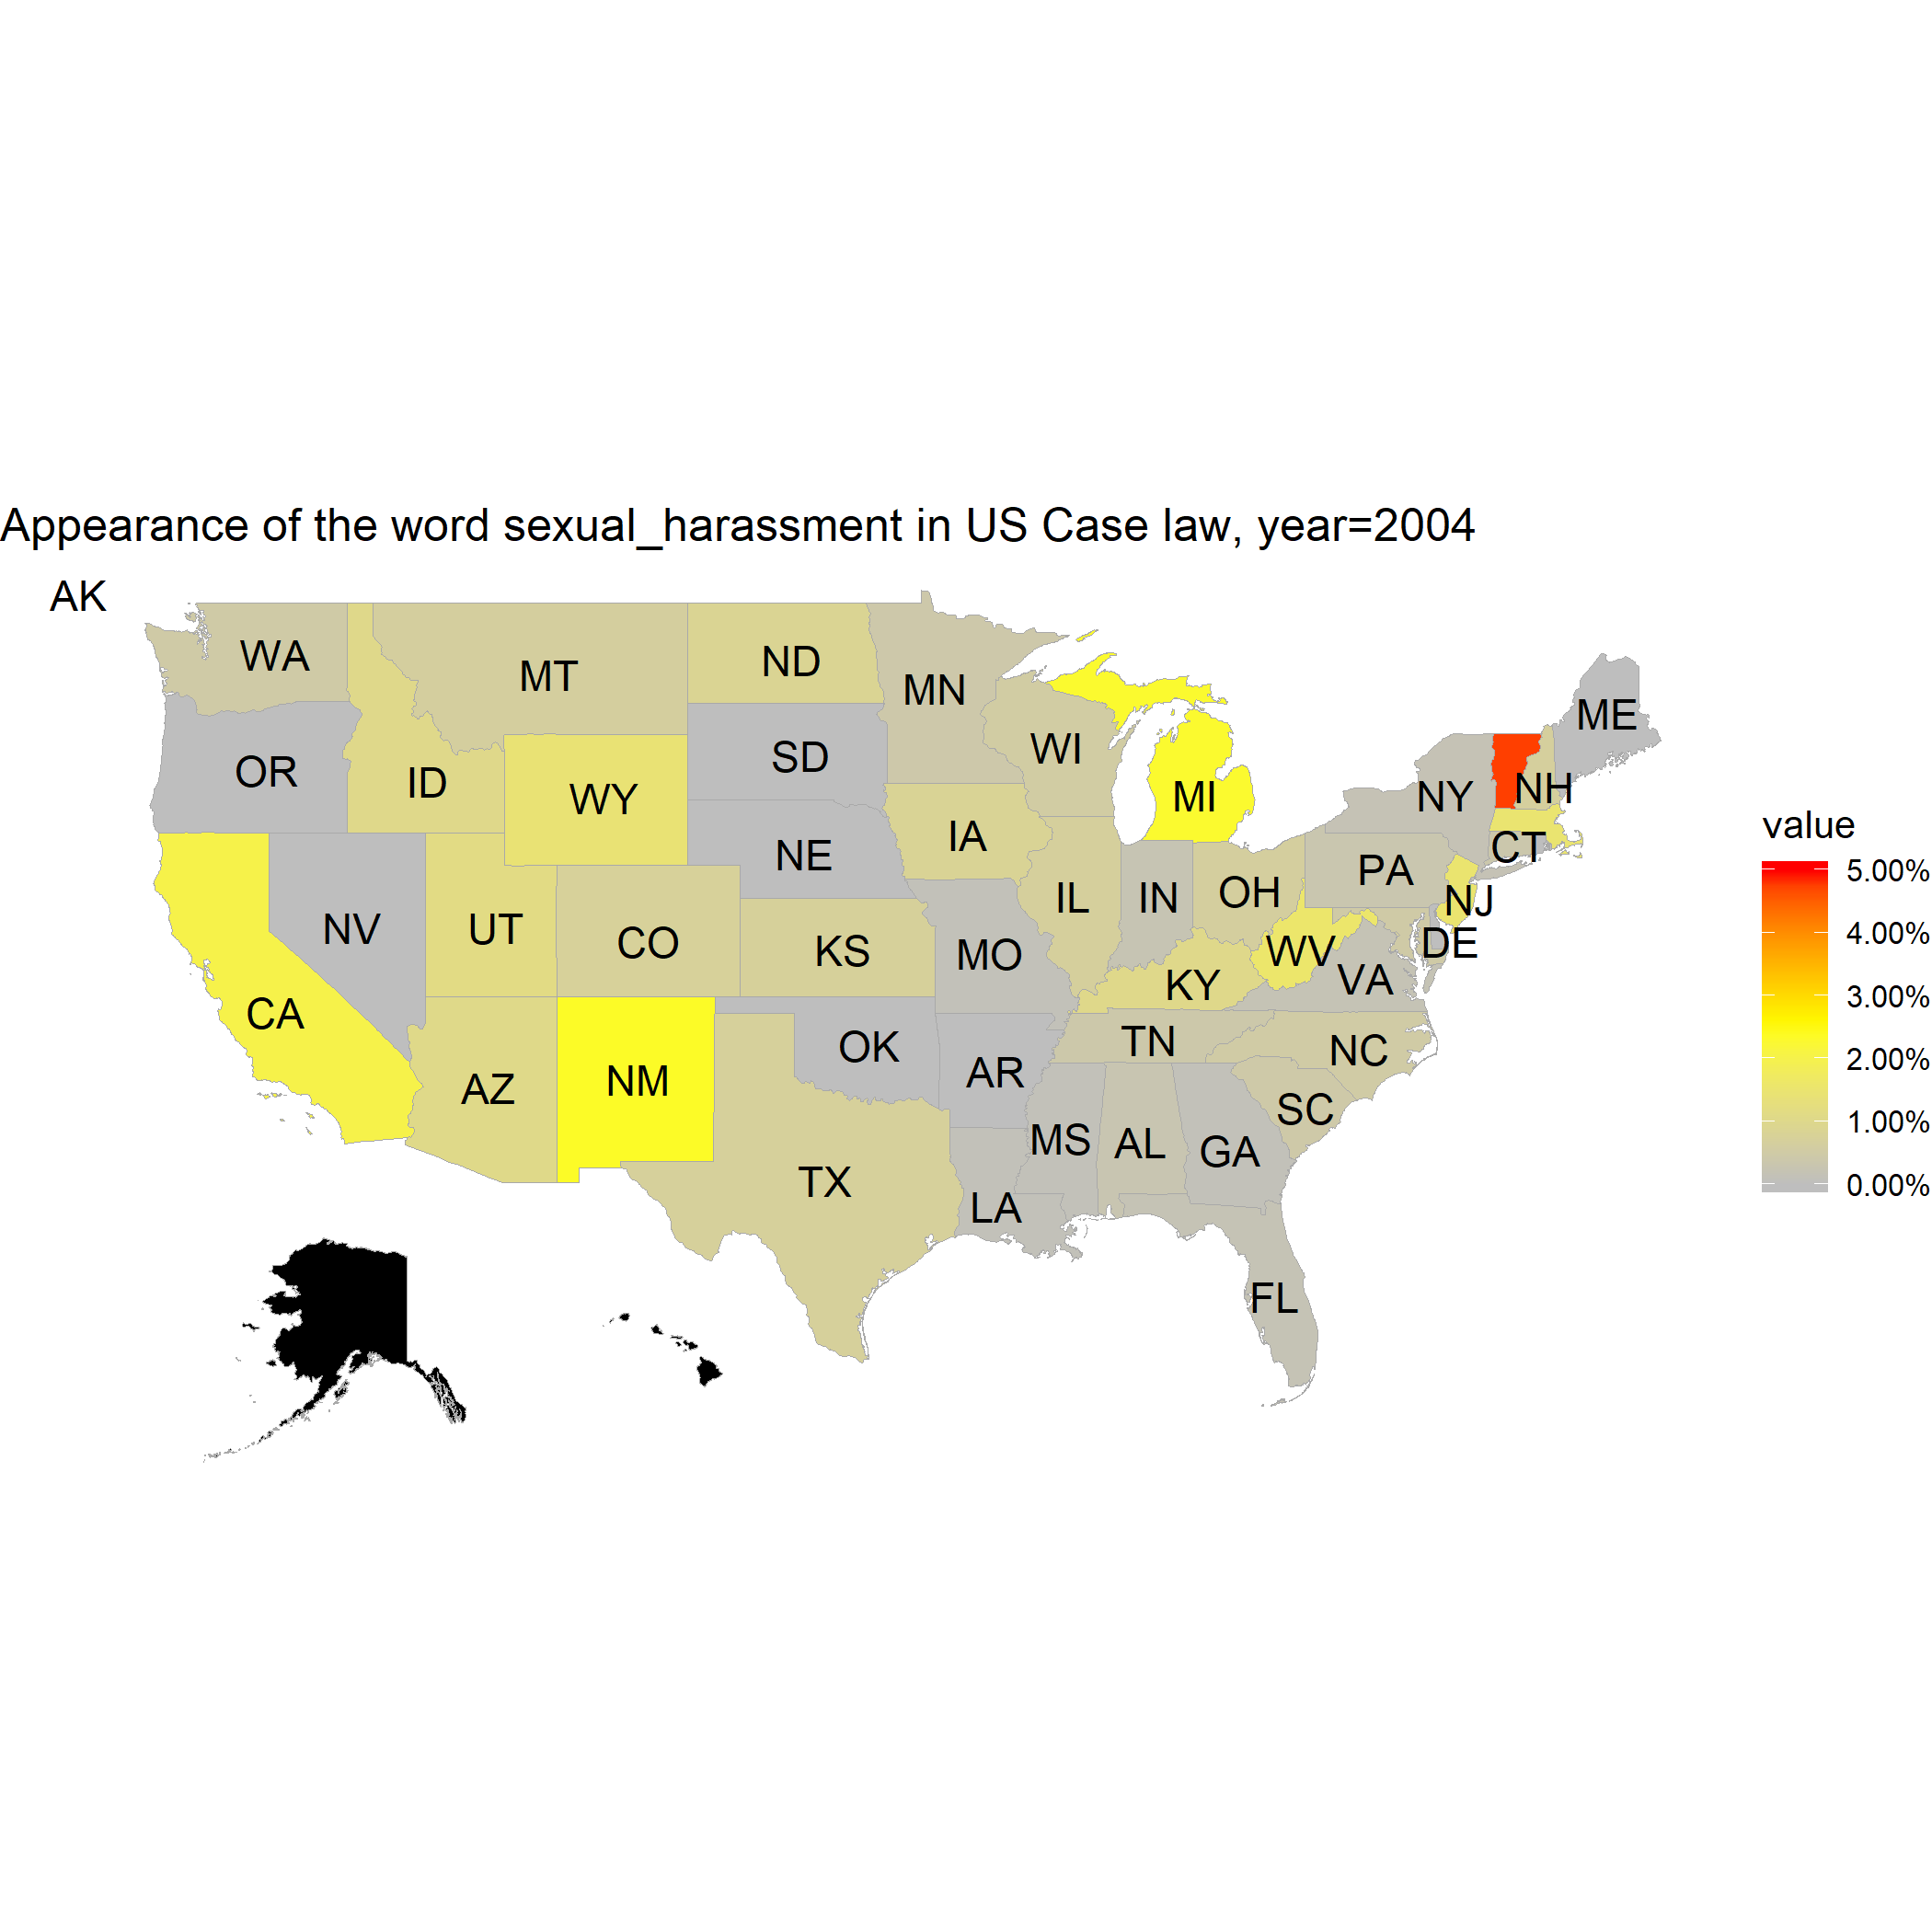 Appearance of the word sexual_harassment in US Case law, year=2004
AK
WA
MT
ND
MN
ME
OR
ID
WY
SD
WI
MI
NY
NH
value
NE
IA
CT
PA
5.00%
NV
UT
CO
KS
MO
IL
IN
OH
NJ
4.00%
WV
DE
VA
KY
3.00%
CA
OK
TN
NC
2.00%
AZ
NM
AR
SC
1.00%
MS
AL
GA
TX
LA
0.00%
FL